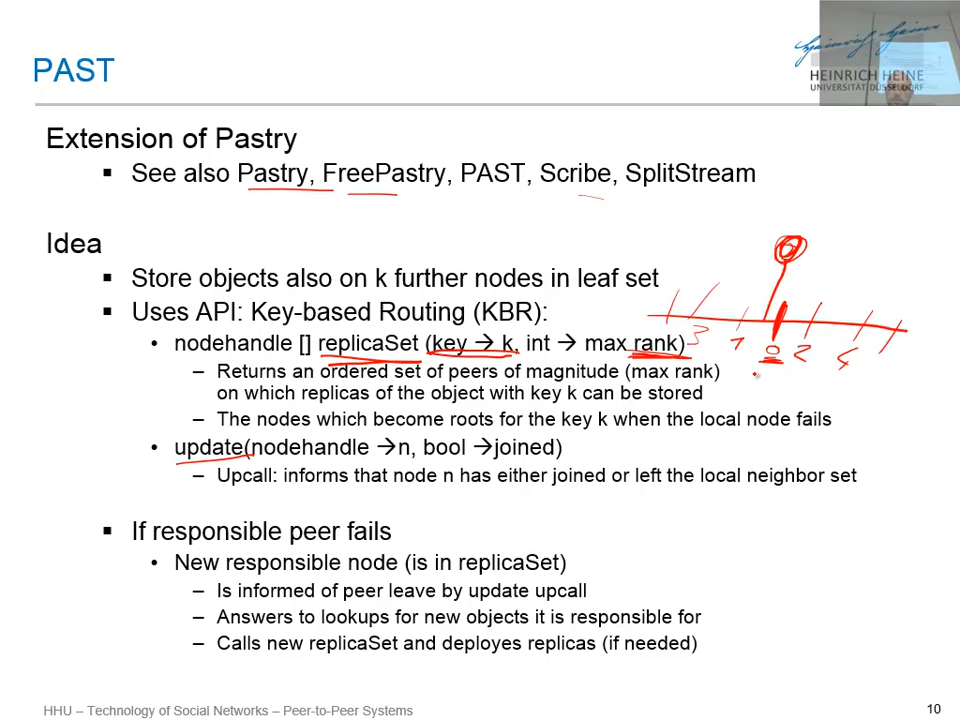 PAST
Heinrich Heine
HEINRICH HEINE
UNIVERSITÄT DÜSSELDORF
Extension of Pastry
▪ See also Pastry, FreePastry, PAST, Scribe, SplitStream
Idea
▪ Store objects also on k further nodes in leaf set
▪ Uses API: Key-based Routing (KBR):
• nodehandle [] replicaSet (key → k, int → max rank)
– Returns an ordered set of peers of magnitude (max rank)
on which replicas of the object with key k can be stored
– The nodes which become roots for the key k when the local node fails
• update(nodehandle →n, bool →joined)
– Upcall: informs that node n has either joined or left the local neighbor set
3 1 0 2 4
▪ If responsible peer fails
• New responsible node (is in replicaSet)
– Is informed of peer leave by update upcall
– Answers to lookups for new objects it is responsible for
– Calls new replicaSet and deployes replicas (if needed)
HHU – Technology of Social Networks – Peer-to-Peer Systems
10